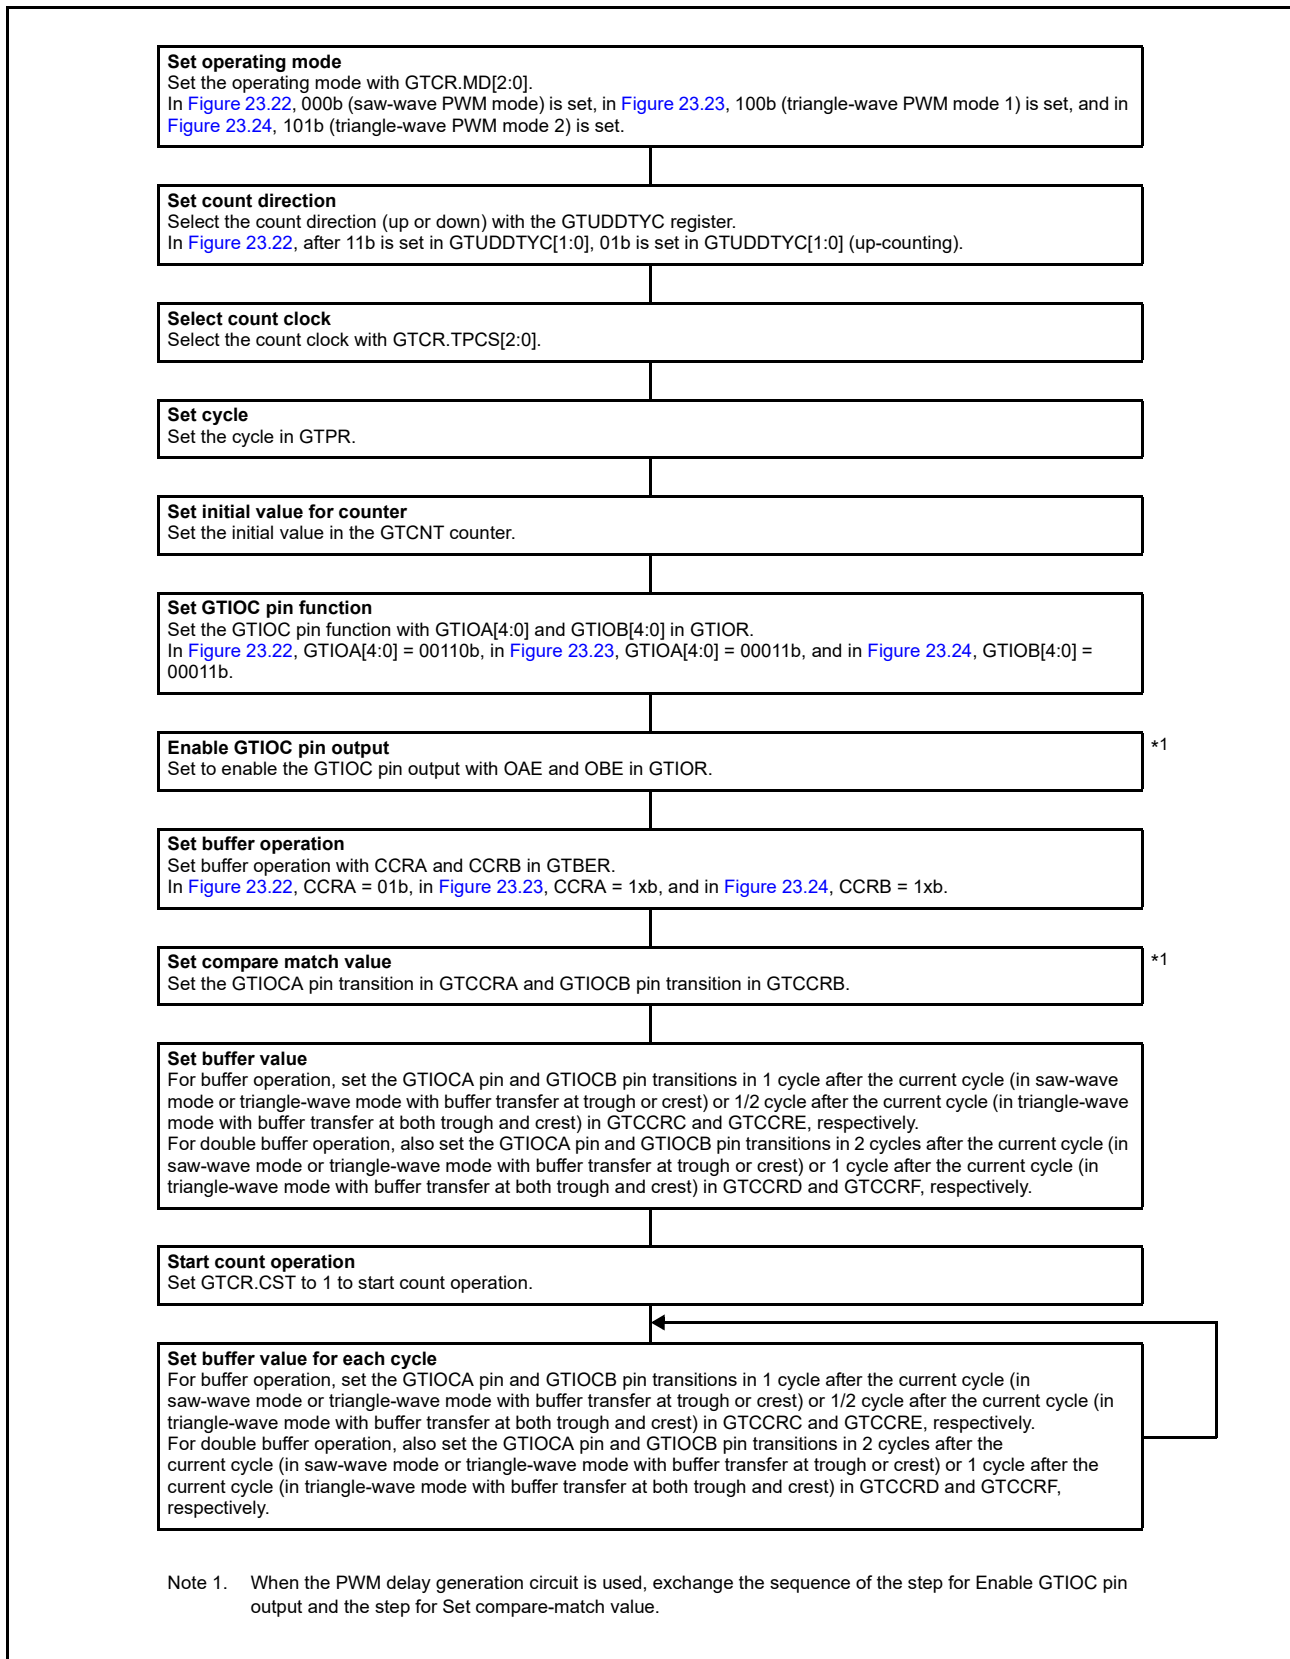 Set operating mode
Set the operating mode with GTCR.MD[2:0].
In Figure 23.22, 000b (saw-wave PWM mode) is set, in Figure 23.23, 100b (triangle-wave PWM mode 1) is set, and in
Figure 23.24, 101b (triangle-wave PWM mode 2) is set.
Set count direction
Select the count direction (up or down) with the GTUDDTYC register.
In Figure 23.22, after 11b is set in GTUDDTYC[1:0], 01b is set in GTUDDTYC[1:0] (up-counting).
Select count clock
Select the count clock with GTCR.TPCS[2:0].
Set cycle
Set the cycle in GTPR.
Set initial value for counter
Set the initial value in the GTCNT counter.
Set GTIOC pin function
Set the GTIOC pin function with GTIOA[4:0] and GTIOB[4:0] in GTIOR.
In Figure 23.22, GTIOA[4:0] = 00110b, in Figure 23.23, GTIOA[4:0] = 00011b, and in Figure 23.24, GTIOB[4:0] =
00011b.
Enable GTIOC pin output
Set to enable the GTIOC pin output with OAE and OBE in GTIOR.
*1
Set buffer operation
Set buffer operation with CCRA and CCRB in GTBER.
In Figure 23.22, CCRA = 01b, in Figure 23.23, CCRA = 1xb, and in Figure 23.24, CCRB = 1xb.
Set compare match value
Set the GTIOCA pin transition in GTCCRA and GTIOCB pin transition in GTCCRB.
*1
Set buffer value
For buffer operation, set the GTIOCA pin and GTIOCB pin transitions in 1 cycle after the current cycle (in saw-wave
mode or triangle-wave mode with buffer transfer at trough or crest) or 1/2 cycle after the current cycle (in triangle-wave
mode with buffer transfer at both trough and crest) in GTCCRC and GTCCRE, respectively.
For double buffer operation, also set the GTIOCA pin and GTIOCB pin transitions in 2 cycles after the current cycle (in
saw-wave mode or triangle-wave mode with buffer transfer at trough or crest) or 1 cycle after the current cycle (in
triangle-wave mode with buffer transfer at both trough and crest) in GTCCRD and GTCCRF, respectively.
Start count operation
Set GTCR.CST to 1 to start count operation.
Set buffer value for each cycle
For buffer operation, set the GTIOCA pin and GTIOCB pin transitions in 1 cycle after the current cycle (in
saw-wave mode or triangle-wave mode with buffer transfer at trough or crest) or 1/2 cycle after the current cycle (in
triangle-wave mode with buffer transfer at both trough and crest) in GTCCRC and GTCCRE, respectively.
For double buffer operation, also set the GTIOCA pin and GTIOCB pin transitions in 2 cycles after the
current cycle (in saw-wave mode or triangle-wave mode with buffer transfer at trough or crest) or 1 cycle after the
current cycle (in triangle-wave mode with buffer transfer at both trough and crest) in GTCCRD and GTCCRF,
respectively.
Note 1. When the PWM delay generation circuit is used, exchange the sequence of the step for Enable GTIOC pin
output and the step for Set compare-match value.